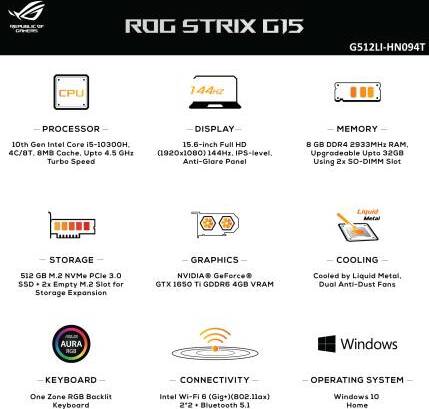 REPUBLIC OF
GAMERS
ROG STRIX G15
G512LI-HN094T
CPU
PROCESSOR
10th Gen Intel Core i5-10300H,
4C/8T, 8MB Cache, Upto 4.5 GHz
Turbo Speed
144Hz
DISPLAY
15.6-inch Full HD
(1920x1080) 144Hz, IPS-level,
Anti-Glare Panel
MEMORY
8 GB DDR4 2933MHz RAM,
Upgradeable Upto 32GB
Using 2x SO-DIMM Slot
STORAGE
512 GB M.2 NVMe PCIe 3.0
SSD + 2x Empty M.2 Slot for
Storage Expansion
GRAPHICS
NVIDIA® GeForce®
GTX 1650 Ti GDDR6 4GB VRAM
Liquid
Metal
COOLING
Cooled by Liquid Metal,
Dual Anti-Dust Fans
ASUS
AURA
RGB
KEYBOARD
One Zone RGB Backlit
Keyboard
CONNECTIVITY
Intel Wi-Fi 6 (Gig+)(802.11ax)
2*2 + Bluetooth 5.1
Windows
OPERATING SYSTEM
Windows 10
Home